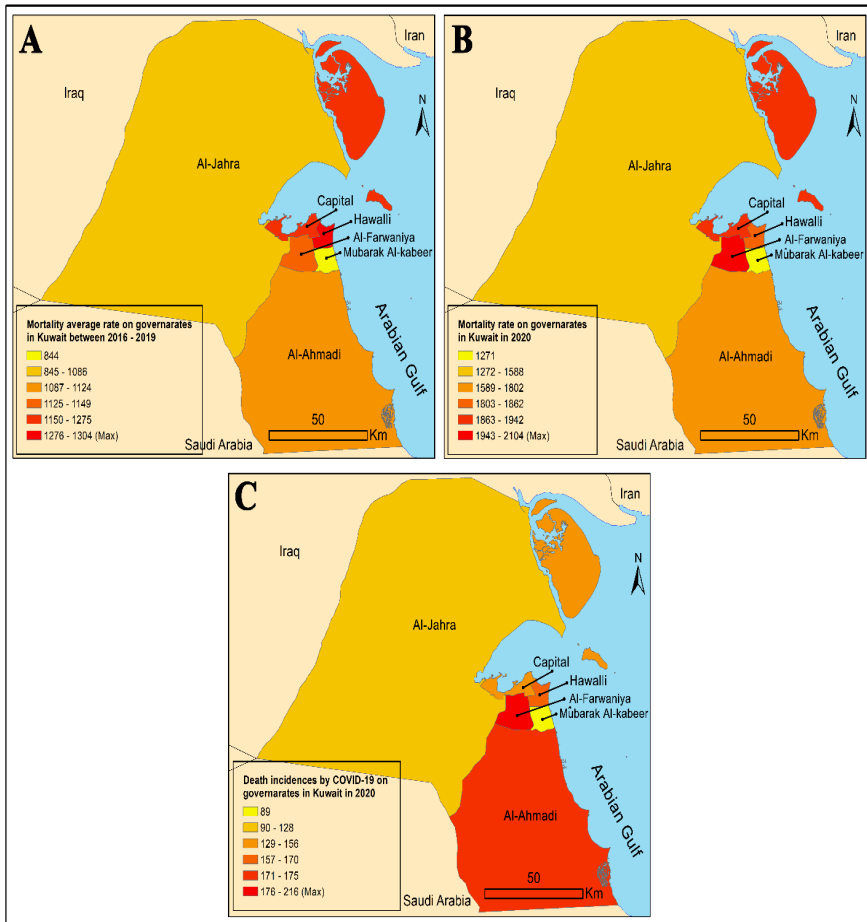 A
Iran
Iraq
N
Al-Jahra
Capital
Hawalli
Al-Farwaniya
Mubarak Al-kabeer
Arabian Gulf
Al-Ahmadi
Mortality average rate on governarates
in Kuwait between 2016 - 2019
844
845 - 1086
1087 - 1124
1125 - 1149
1150 - 1275
1276 - 1304 (Max)
50
Km
Saudi Arabia
B
Iran
Iraq
N
Al-Jahra
Capital
Hawalli
Al-Farwaniya
Mubarak Al-kabeer
Arabian Gulf
Al-Ahmadi
Mortality rate on governarates
in Kuwait in 2020
1271
1272 - 1588
1589 - 1802
1803 - 1862
1863 - 1942
1943 - 2104 (Max)
50
Km
Saudi Arabia
C
Iran
Iraq
N
Al-Jahra
Capital
Hawalli
Al-Farwaniya
Mubarak Al-kabeer
Arabian Gulf
Al-Ahmadi
Death incidences by COVID-19 on
governarates in Kuwait in 2020
89
90 - 128
129 - 156
157 - 170
171 - 175
176 - 216 (Max)
50
Km
Saudi Arabia